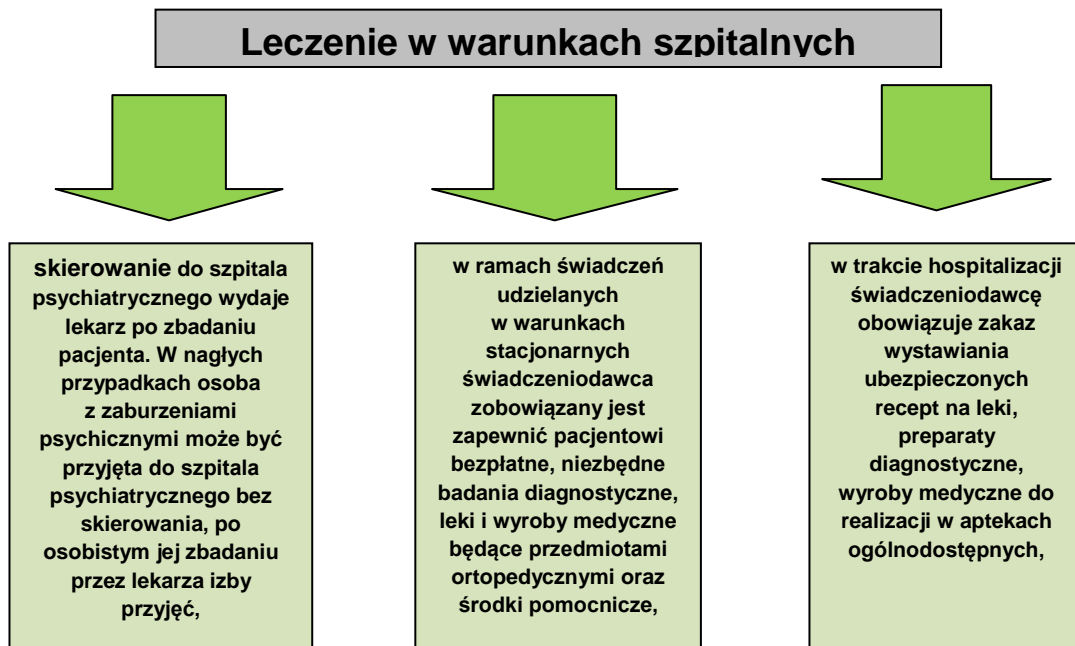 Leczenie w warunkach szpitalnych
skierowanie do szpitala
psychiatrycznego wydaje
lekarz po zbadaniu
pacjenta. W nagłych
przypadkach osoba
z zaburzeniami
psychicznymi może być
przyjęta do szpitala
psychiatrycznego bez
skierowania, po
osobistym jej zbadaniu
przez lekarza izby
przyjęć,
w ramach świadczeń
udzielanych
w warunkach
stacjonarnych
świadczeniodawca
zobowiązany jest
zapewnić pacjentowi
bezpłatne, niezbędne
badania diagnostyczne,
leki i wyroby medyczne
będące przedmiotami
ortopedycznymi oraz
środki pomocnicze,
w trakcie hospitalizacji
świadczeniodawcę
obowiązuje zakaz
wystawiania
ubezpieczonych
recept na leki,
preparaty
diagnostyczne,
wyroby medyczne do
realizacji w aptekach
ogólnodostępnych,